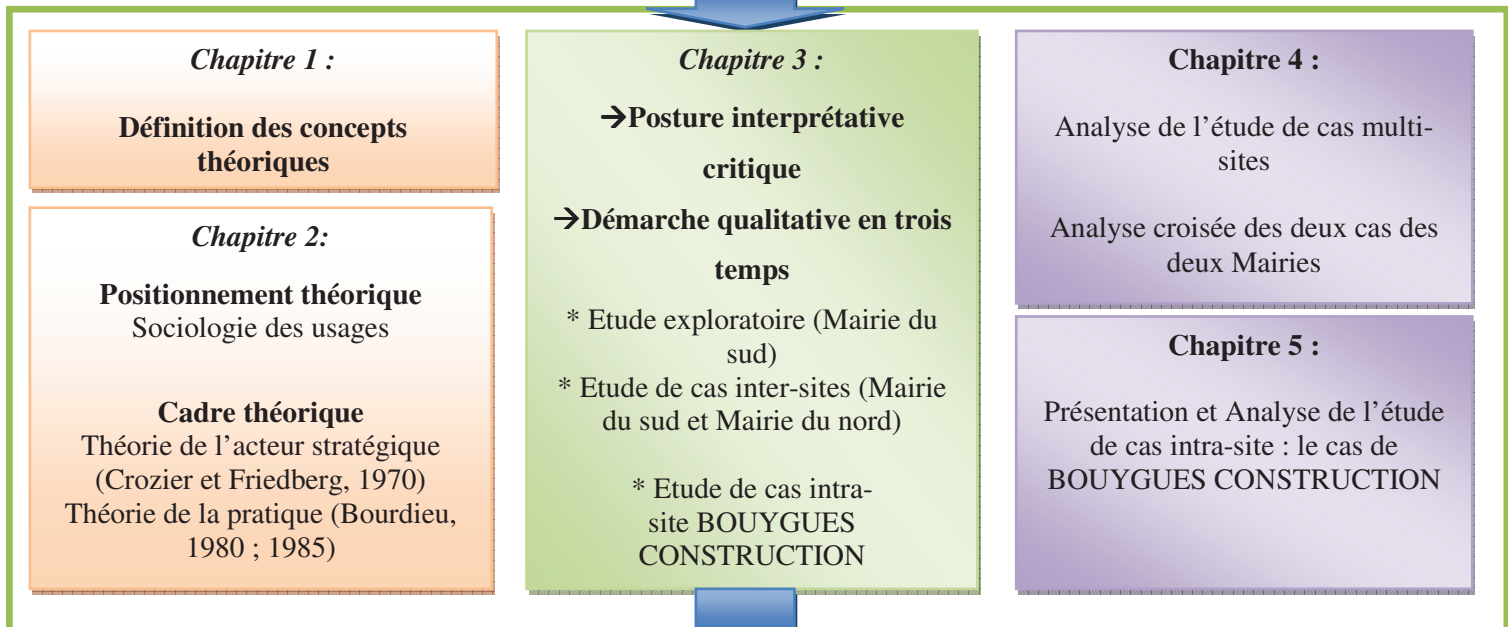 Chapitre 1 :
Définition des concepts
théoriques
Chapitre 2:
Positionnement théorique
Sociologie des usages
Cadre théorique
Théorie de l’acteur stratégique
(Crozier et Friedberg, 1970)
Théorie de la pratique (Bourdieu,
1980 ; 1985)
Chapitre 3 :
→Posture interprétative
critique
→Démarche qualitative en trois
temps
* Etude exploratoire (Mairie du
sud)
* Etude de cas inter-sites (Mairie
du sud et Mairie du nord)
* Etude de cas intra-
site BOUYGUES
CONSTRUCTION
Chapitre 4 :
Analyse de l’étude de cas multi-
sites
Analyse croisée des deux cas des
deux Mairies
Chapitre 5 :
Présentation et Analyse de l’étude
de cas intra-site : le cas de
BOUYGUES CONSTRUCTION